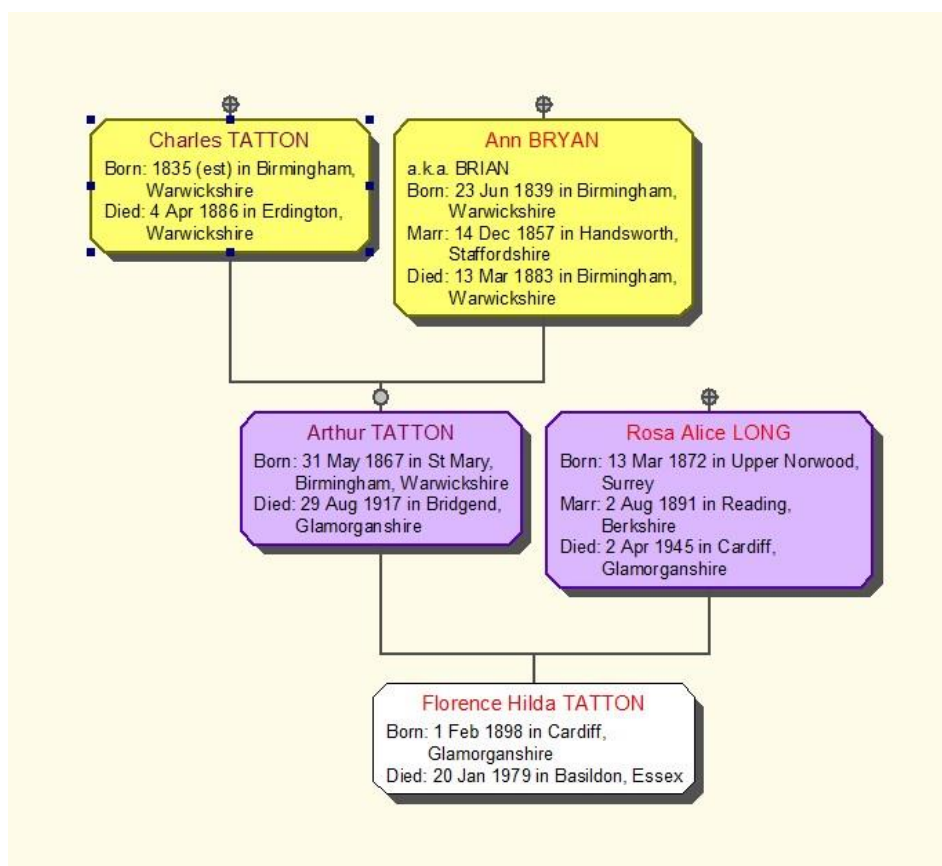 Charles TATTON
Born: 1835 (est) in Birmingham,
Warwickshire
Died: 4 Apr 1886 in Erdington,
Warwickshire
Ann BRYAN
a.k.a. BRIAN
Born: 23 Jun 1839 in Birmingham,
Warwickshire
Marr: 14 Dec 1857 in Handsworth,
Staffordshire
Died: 13 Mar 1883 in Birmingham,
Warwickshire
Arthur TATTON
Born: 31 May 1867 in St Mary,
Birmingham, Warwickshire
Died: 29 Aug 1917 in Bridgend,
Glamorganshire
Rosa Alice LONG
Born: 13 Mar 1872 in Upper Norwood,
Surrey
Marr: 2 Aug 1891 in Reading,
Berkshire
Died: 2 Apr 1945 in Cardiff,
Glamorganshire
Florence Hilda TATTON
Born: 1 Feb 1898 in Cardiff,
Glamorganshire
Died: 20 Jan 1979 in Basildon, Essex